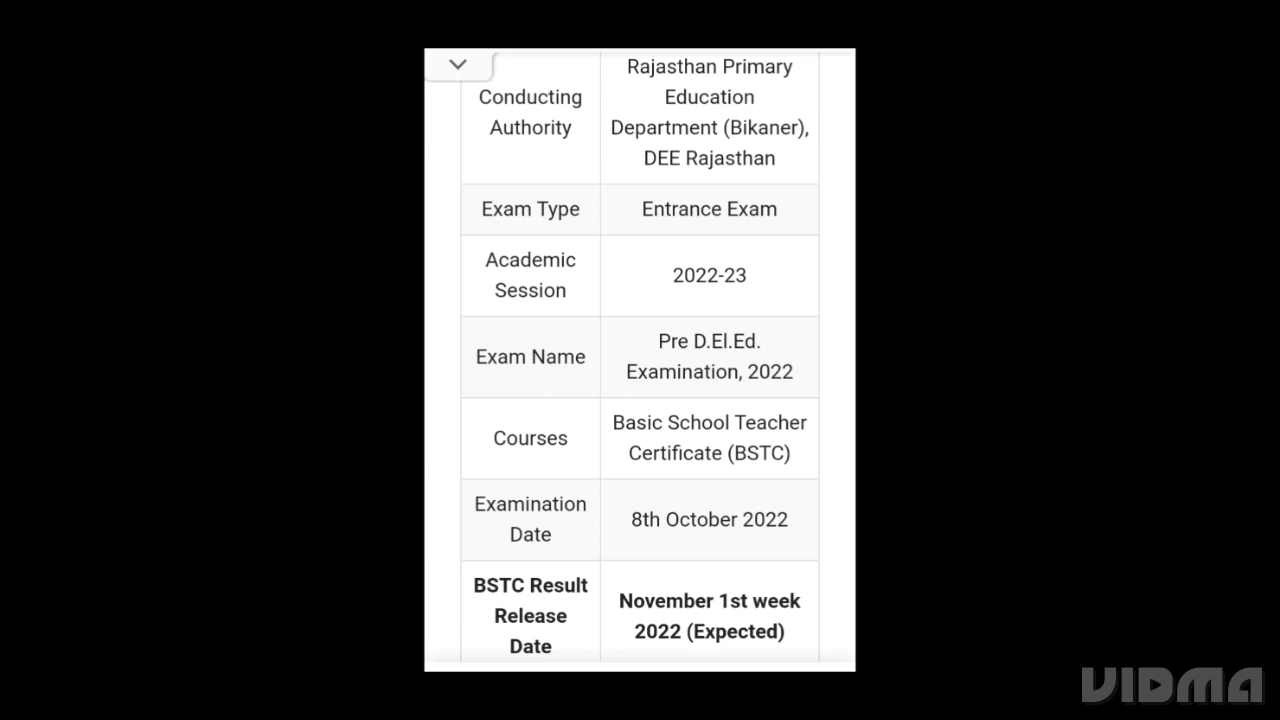 Conducting
Authority
Rajasthan Primary
Education
Department (Bikaner),
DEE Rajasthan
Exam Type
Entrance Exam
Academic
Session
2022-23
Exam Name
Pre D.El.Ed.
Examination, 2022
Courses
Basic School Teacher
Certificate (BSTC)
Examination
Date
8th October 2022
BSTC Result
Release
Date
November 1st week
2022 (Expected)
VIDMA